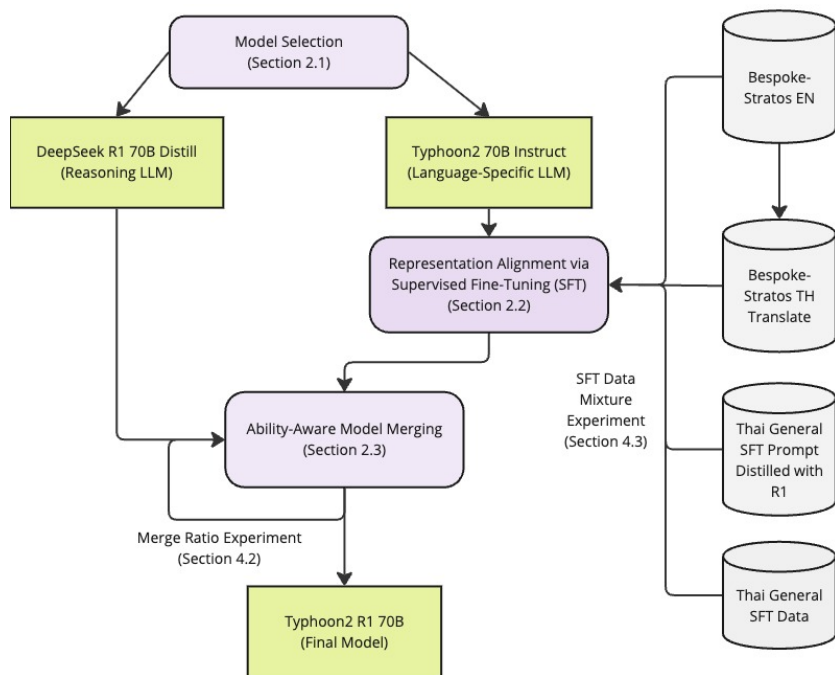 Model Selection
(Section 2.1)
Bespoke-
Stratos EN
DeepSeek R1 70B Distill
(Reasoning LLM)
Typhoon2 70B Instruct
(Language-Specific LLM)
Representation Alignment via
Supervised Fine-Tuning (SFT)
(Section 2.2)
Bespoke-
Stratos TH
Translate
SFT Data
Mixture
Experiment
(Section 4.3)
Ability-Aware Model Merging
(Section 2.3)
Thai General
SFT Prompt
Distilled with
R1
Merge Ratio Experiment
(Section 4.2)
Typhoon2 R1 70B
(Final Model)
Thai General
SFT Data